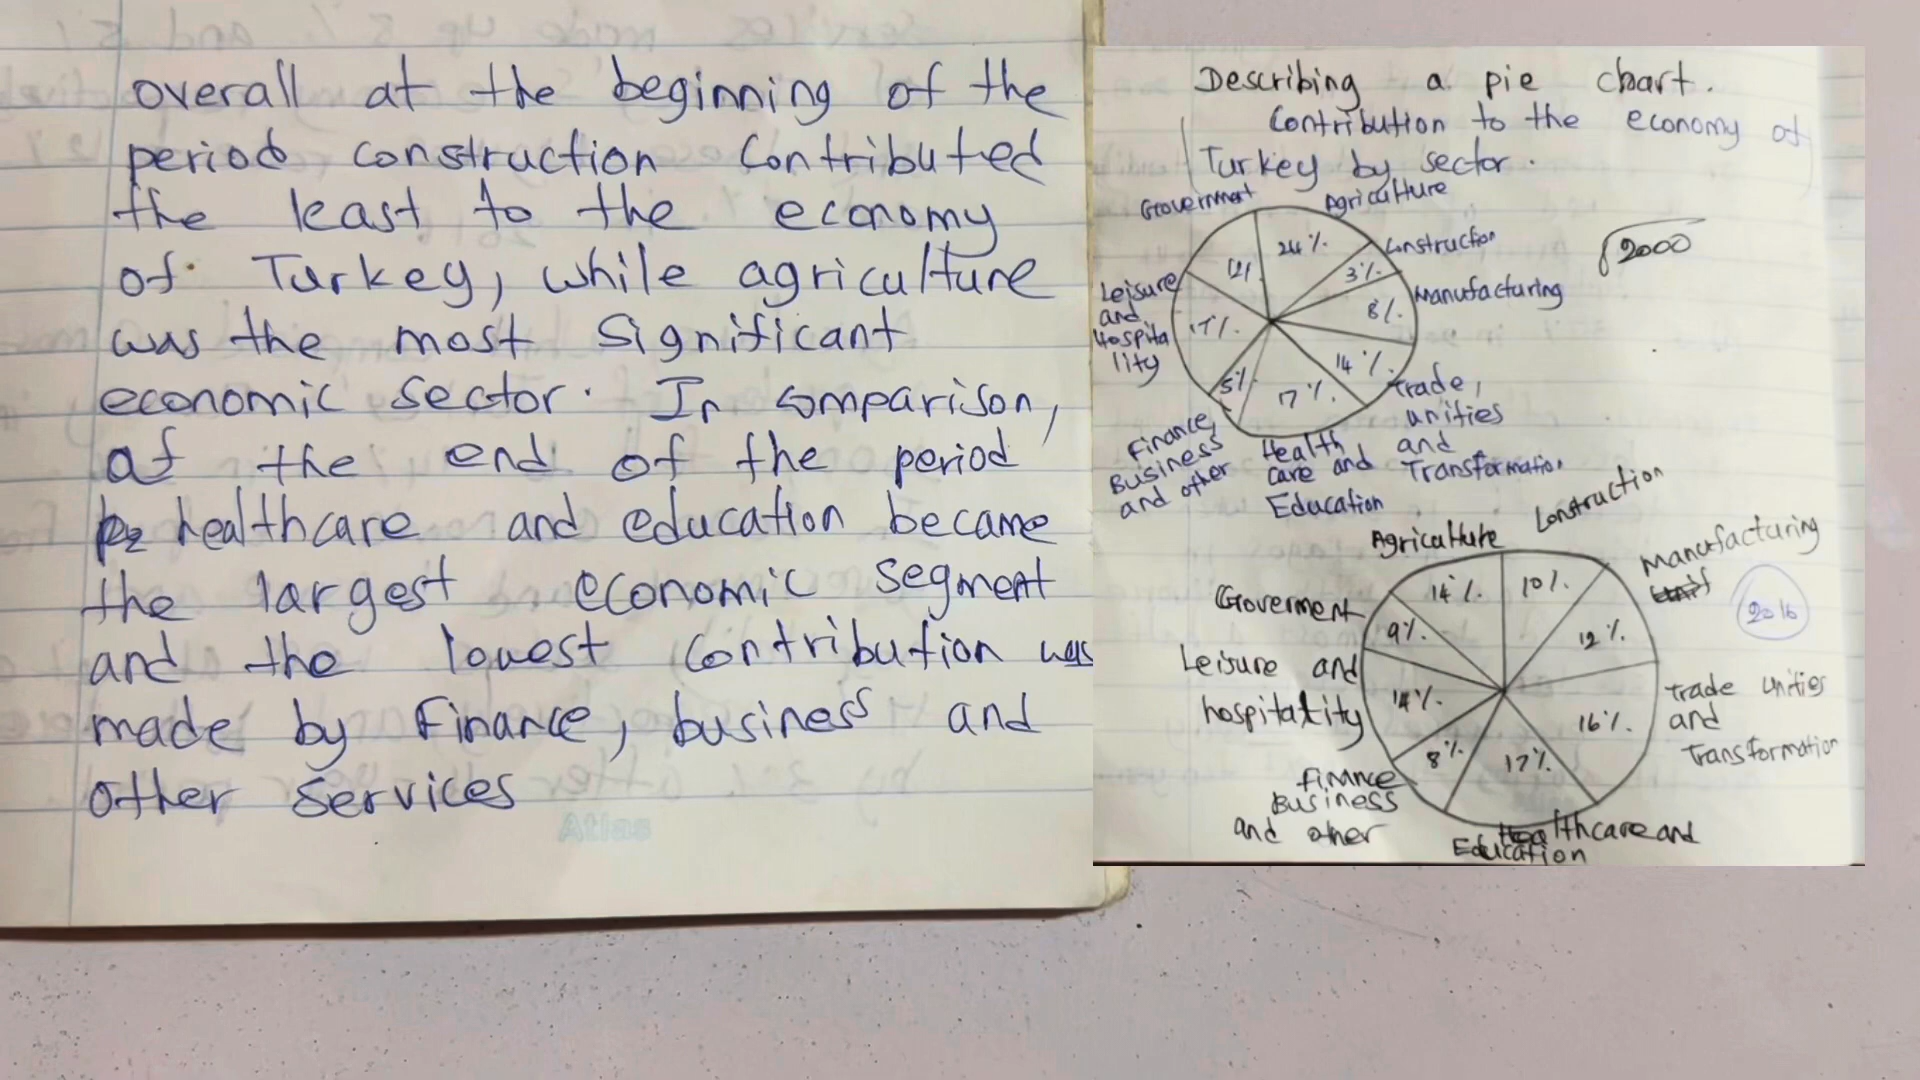 overall at the beginning of the
period construction contributed
the least to the economy
of Turkey, while agriculture
was the most significant
economic sector. In comparison,
at the end of the period
healthcare and education became
the largest economic segment
and the lowest contribution was
made by Finance, business and
other services
Atlas
Describing a pie chart.
Contribution to the economy of
Turkey by sector.
2000
Government
Agriculture
Construction
Manufacturing
Trade, unities
and
Transformation
Health
care and
Education
Finance,
Business
and other
Leisure
and
Hospita
lity
24%.
3%.
8%.
14%.
17%.
5%.
12%
2016
Agriculture
Construction
Manufacturing
Trade unities
and
Transformation
Healthcare and
Education
Finance
Business
and other
Leisure and
hospitality
Goverment
14%.
10%.
12%.
16%.
17%.
8%.
14%.
9%.